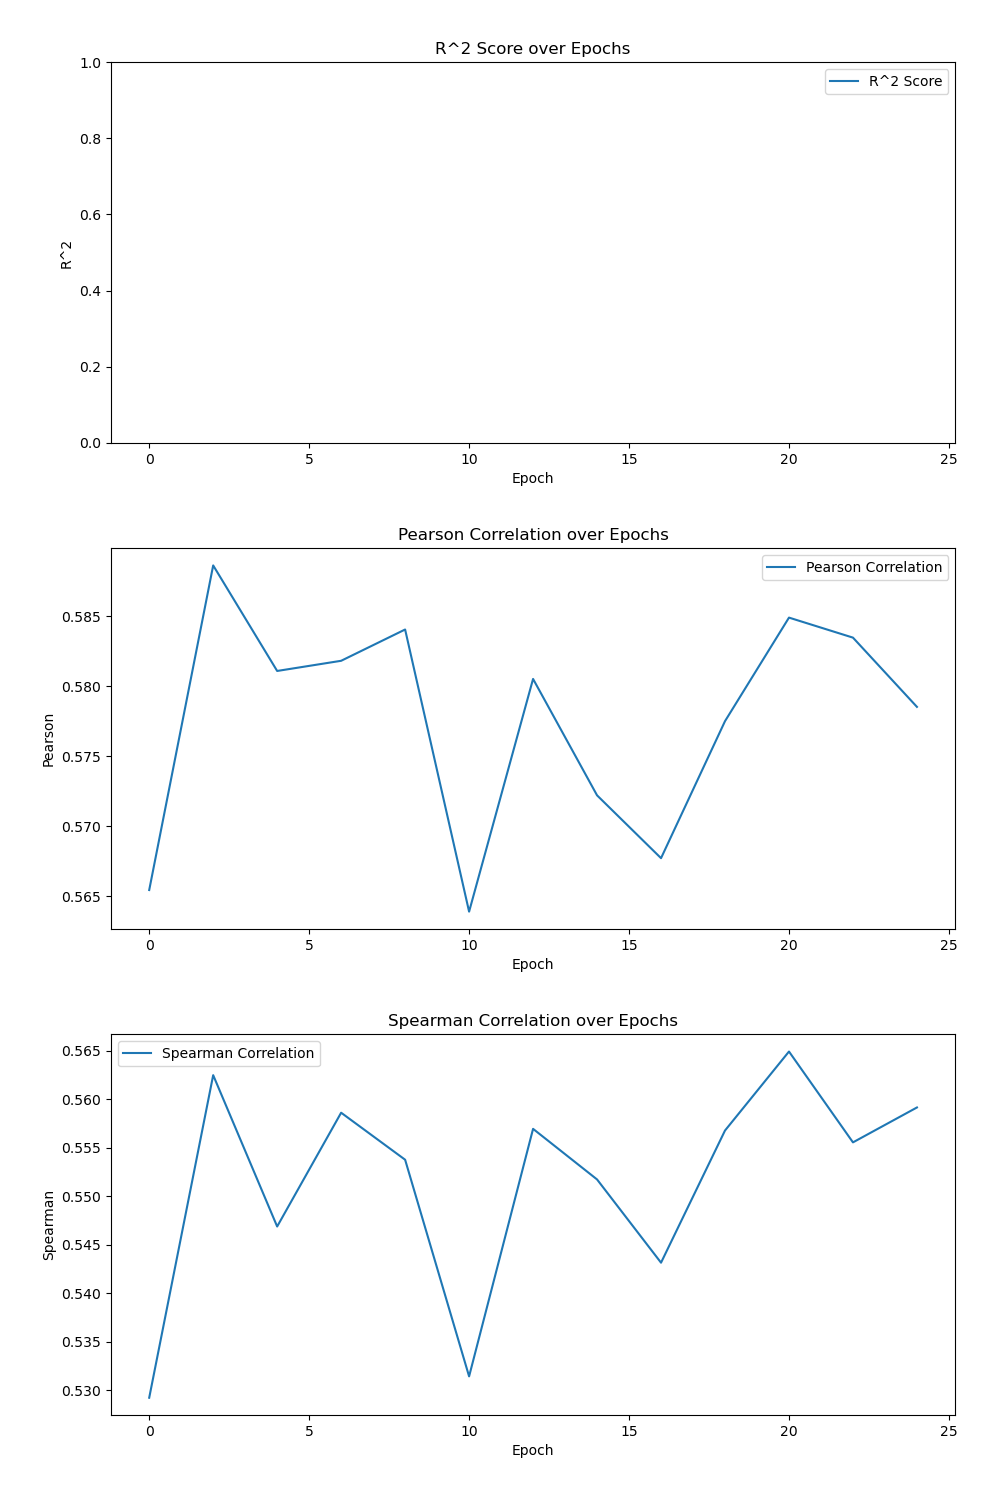 R^2 Score over Epochs
R^2 Score
1.0
0.8
0.6
0.4
0.2
0.0
R^2
0 5 10 15 20 25
Epoch
Pearson Correlation over Epochs
Pearson Correlation
0.585
0.580
0.575
0.570
0.565
Pearson
0 5 10 15 20 25
Epoch
Spearman Correlation over Epochs
Spearman Correlation
0.565
0.560
0.555
0.550
0.545
0.540
0.535
0.530
Spearman
0 5 10 15 20 25
Epoch